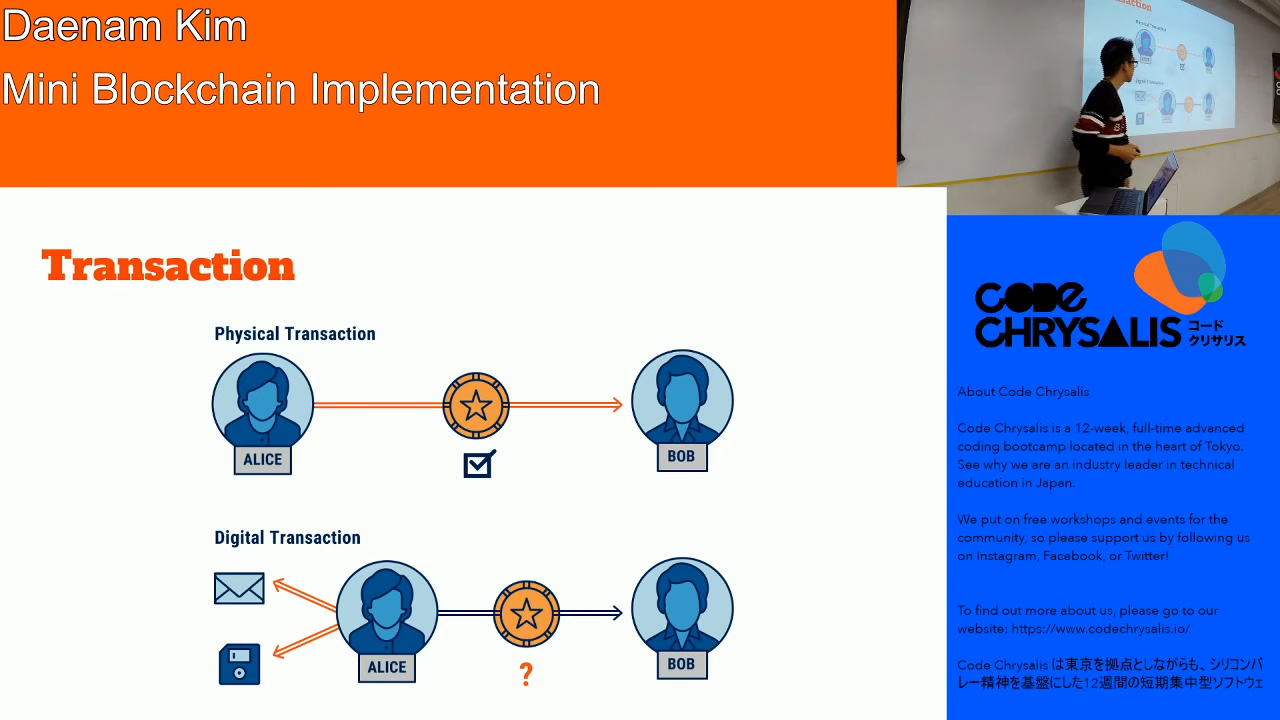 Daenam Kim
Mini Blockchain Implementation
Transaction
Physical Transaction
ALICE
BOB
Digital Transaction
ALICE
?
BOB
CODE
CHRYSALIS
コード
クリサリス
About Code Chrysalis
Code Chrysalis is a 12-week, full-time advanced
coding bootcamp located in the heart of Tokyo.
See why we are an industry leader in technical
education in Japan.
We put on free workshops and events for the
community, so please support us by following us
on Instagram, Facebook, or Twitter!
To find out more about us, please go to our
website: https://www.codechrysalis.io/
Code Chrysalis は東京を拠点としながらも、シリコンバ
レー精神を基盤にした12週間の短期集中型ソフトウェ